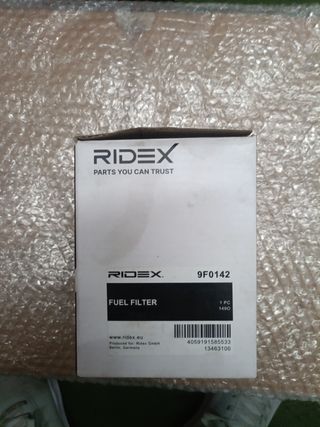 RIDEX
PARTS YOU CAN TRUST
RIDEX. 9F0142
FUEL FILTER
1 PC
149O
www.ridex.eu
Produced for: Ridex GmbH
Berlin, Germany
4059191585533
13463106